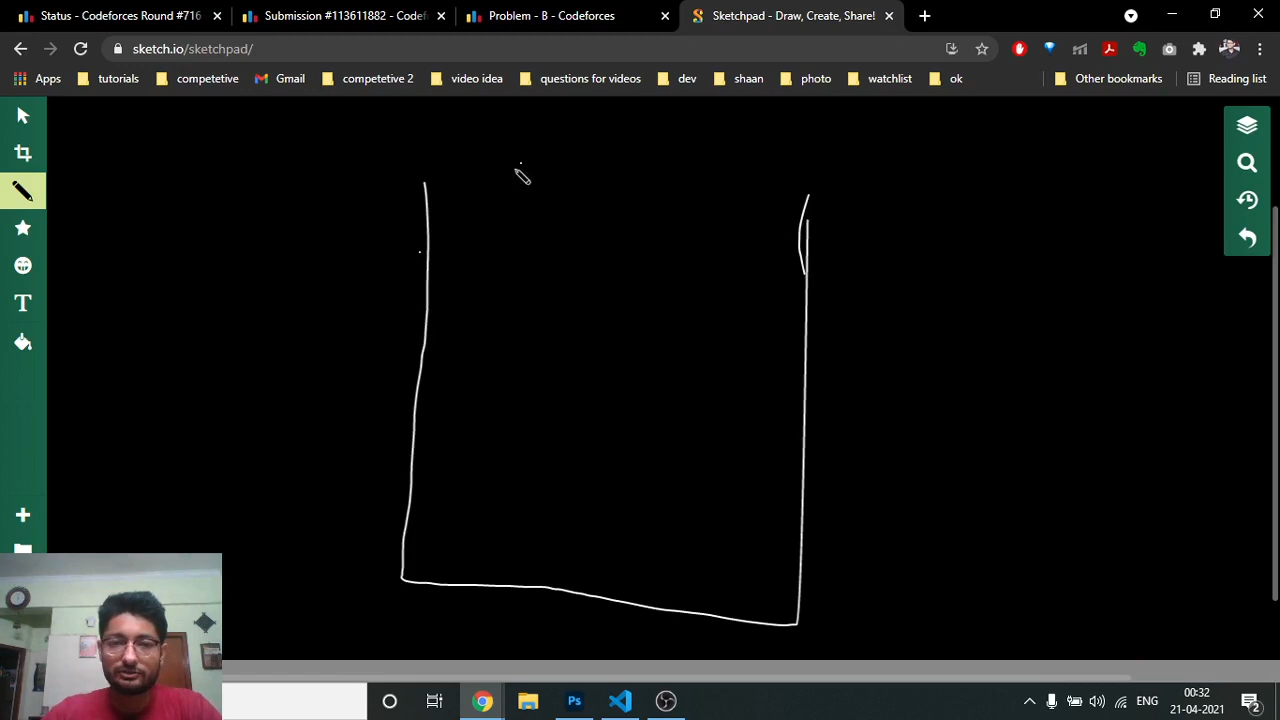 Status - Codeforces Round #716
Submission #113611882 - Codef
Problem - B - Codeforces
Sketchpad - Draw, Create, Share!
sketch.io/sketchpad/
Apps
tutorials
competetive
Gmail
competetive 2
video idea
questions for videos
dev
shaan
photo
watchlist
ok
Other bookmarks
Reading list
T
Ps
ENG
00:32
21-04-2021
2